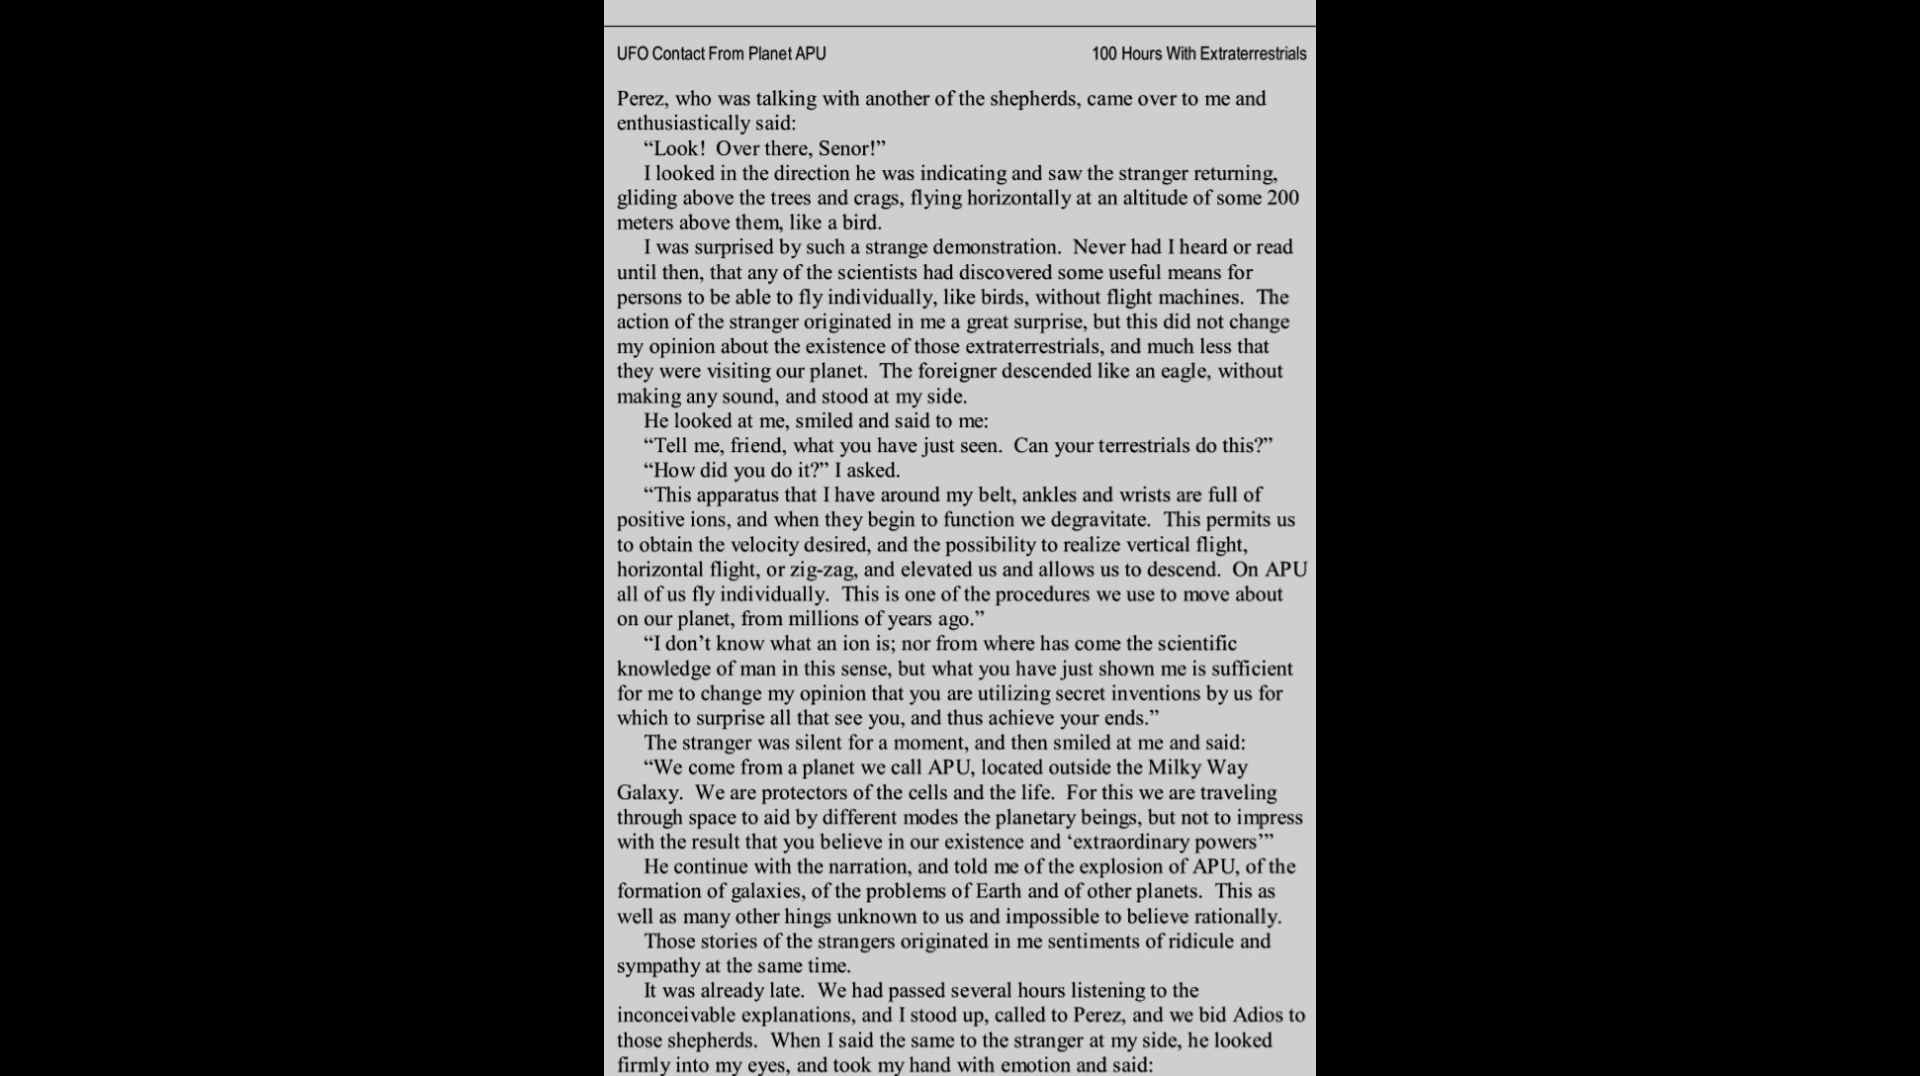 UFO Contact From Planet APU 100 Hours With Extraterrestrials
Perez, who was talking with another of the shepherds, came over to me and
enthusiastically said:
“Look!  Over there, Senor!”
I looked in the direction he was indicating and saw the stranger returning,
gliding above the trees and crags, flying horizontally at an altitude of some 200
meters above them, like a bird.
I was surprised by such a strange demonstration.  Never had I heard or read
until then, that any of the scientists had discovered some useful means for
persons to be able to fly individually, like birds, without flight machines.  The
action of the stranger originated in me a great surprise, but this did not change
my opinion about the existence of those extraterrestrials, and much less that
they were visiting our planet.  The foreigner descended like an eagle, without
making any sound, and stood at my side.
He looked at me, smiled and said to me:
“Tell me, friend, what you have just seen.  Can your terrestrials do this?”
“How did you do it?” I asked.
“This apparatus that I have around my belt, ankles and wrists are full of
positive ions, and when they begin to function we degravitate.  This permits us
to obtain the velocity desired, and the possibility to realize vertical flight,
horizontal flight, or zig-zag, and elevated us and allows us to descend.  On APU
all of us fly individually.  This is one of the procedures we use to move about
on our planet, from millions of years ago.”
“I don’t know what an ion is; nor from where has come the scientific
knowledge of man in this sense, but what you have just shown me is sufficient
for me to change my opinion that you are utilizing secret inventions by us for
which to surprise all that see you, and thus achieve your ends.”
The stranger was silent for a moment, and then smiled at me and said:
“We come from a planet we call APU, located outside the Milky Way
Galaxy.  We are protectors of the cells and the life.  For this we are traveling
through space to aid by different modes the planetary beings, but not to impress
with the result that you believe in our existence and ‘extraordinary powers’”
He continue with the narration, and told me of the explosion of APU, of the
formation of galaxies, of the problems of Earth and of other planets.  This as
well as many other hings unknown to us and impossible to believe rationally.
Those stories of the strangers originated in me sentiments of ridicule and
sympathy at the same time.
It was already late.  We had passed several hours listening to the
inconceivable explanations, and I stood up, called to Perez, and we bid Adios to
those shepherds.  When I said the same to the stranger at my side, he looked
firmly into my eyes, and took my hand with emotion and said: